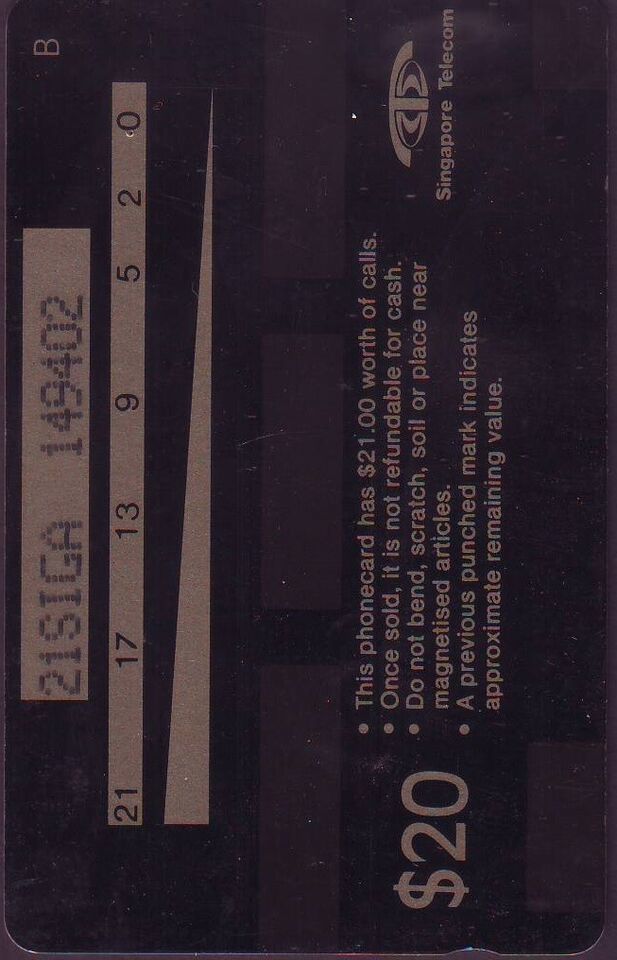 B
21SIGA 149402
21 17 13 9 5 2 0
Singapore Telecom
$20
• This phonecard has $21.00 worth of calls.
• Once sold, it is not refundable for cash.
• Do not bend, scratch, soil or place near
magnetised articles.
• A previous punched mark indicates
approximate remaining value.